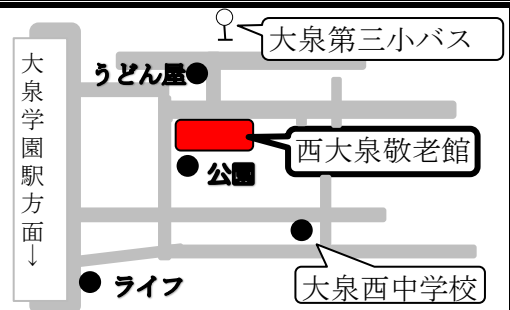 大泉第三小バス
うどん屋
大泉学園駅方面↓
西大泉敬老館
公園
大泉西中学校
ライフ